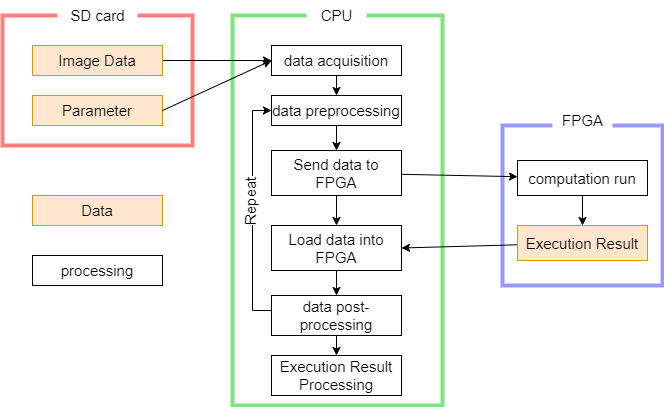 SD card
Image Data
Parameter
Data
processing
CPU
data acquisition
data preprocessing
Send data to
FPGA
Load data into
FPGA
data post-
processing
Execution Result
Processing
Repeat
FPGA
computation run
Execution Result